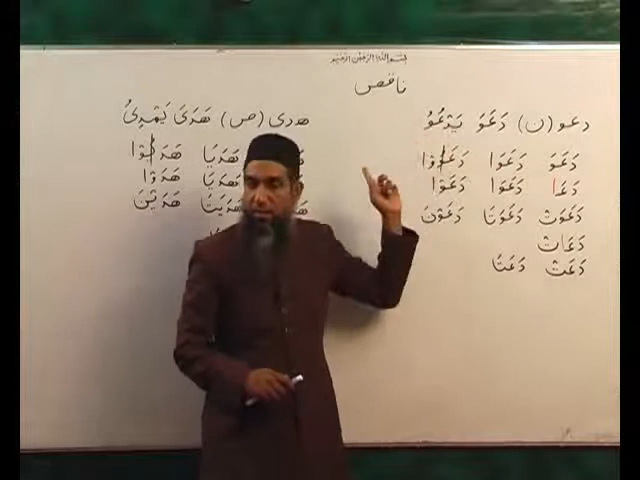 بسم الله الرحمن الرحيم
ناقص
دعو (ن) دَعَوَ يَدْعُوُ
دَعَوَ دَعَوَا دَعَوُوْا
دَعَا دَعَوَا دَعَوْا
دَعَوَتْ دَعَوَتَا دَعَوْنَ
دَعَاتْ
دَعَتْ دَعَتَا
هدى (ض) هَدَىَ يَهْدِىُ
هَدَيَا هَدَيُوْا
هَدَيَا هَدَوْا
هَدَيَتَا هَدَيْنَ